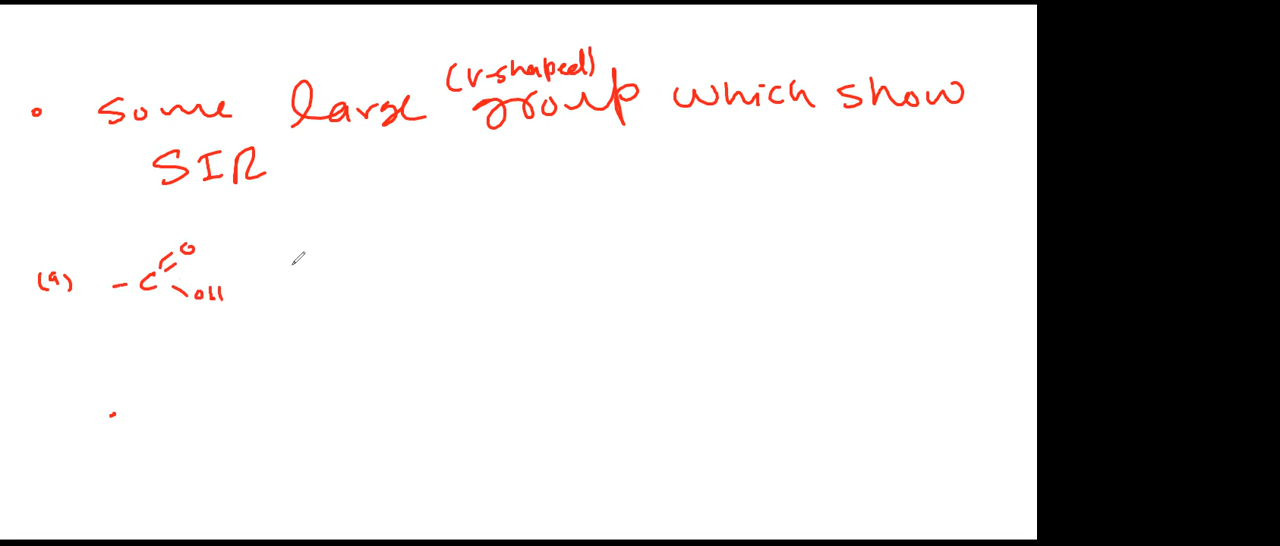 (V-shaped)
• Some large group which show
SIR
(a) -C=O
OH